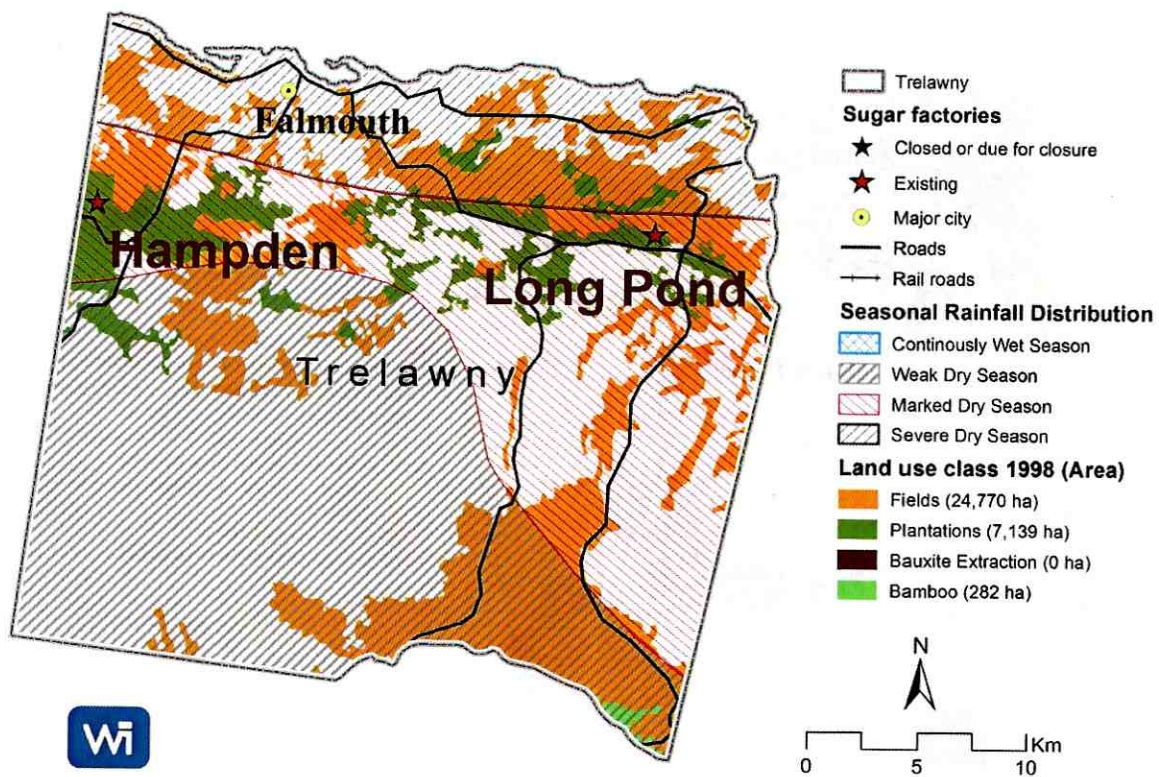 Falmouth
Hampden
Long Pond
Trelawny
Wi
Trelawny
Sugar factories
Closed or due for closure
Existing
Major city
Roads
Rail roads
Seasonal Rainfall Distribution
Continously Wet Season
Weak Dry Season
Marked Dry Season
Severe Dry Season
Land use class 1998 (Area)
Fields (24,770 ha)
Plantations (7,139 ha)
Bauxite Extraction (0 ha)
Bamboo (282 ha)
N
Km
0 5 10